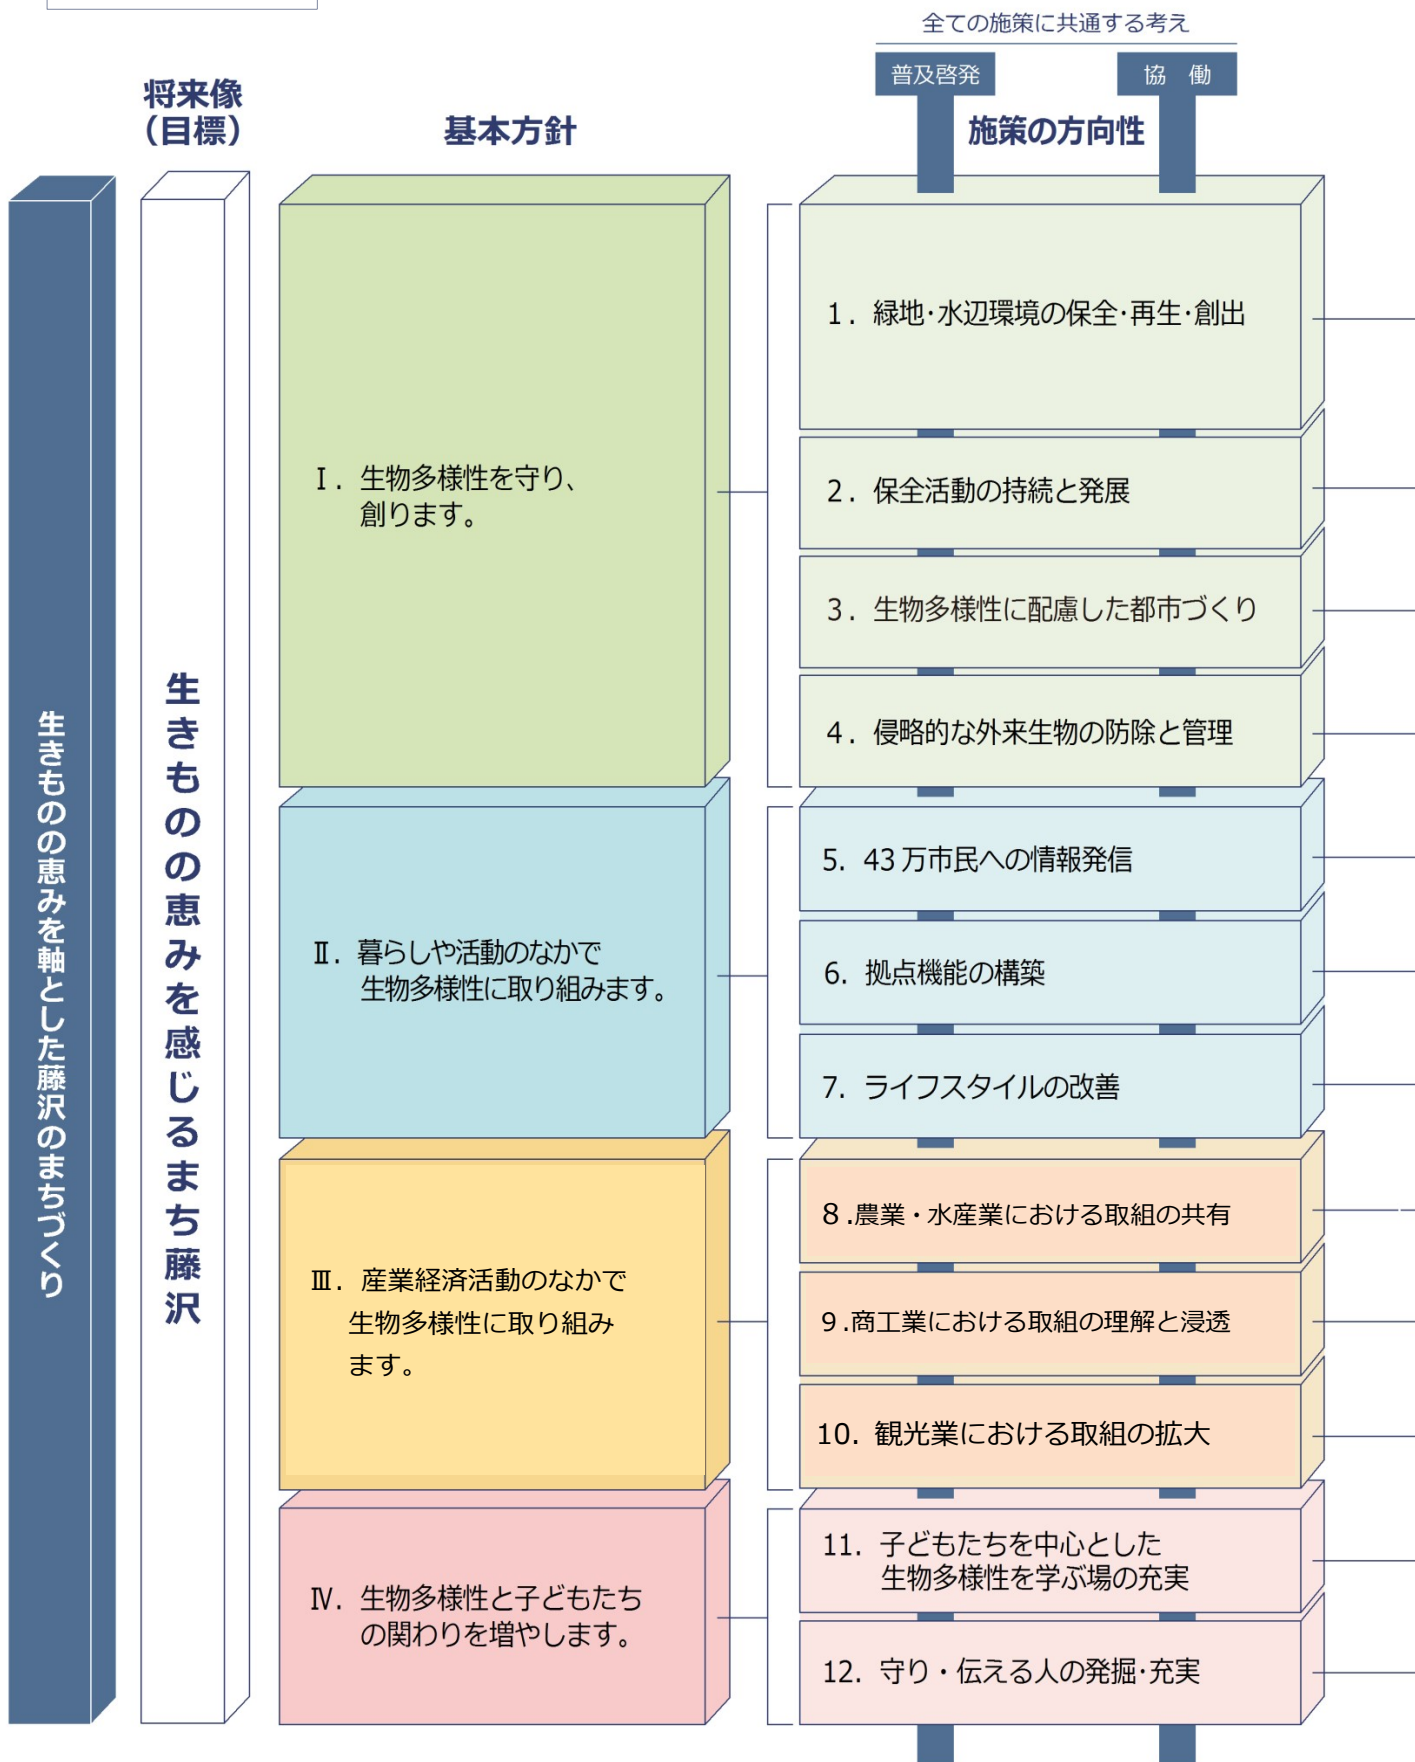 全ての施策に共通する考え
普及啓発
協 働
将来像
(目標)
基本方針
施策の方向性
生きものの恵みを軸とした藤沢のまちづくり
生きものの恵みを感じるまち藤沢
Ⅰ. 生物多様性を守り、
創ります。
1. 緑地･水辺環境の保全･再生･創出
2. 保全活動の持続と発展
3. 生物多様性に配慮した都市づくり
4. 侵略的な外来生物の防除と管理
Ⅱ. 暮らしや活動のなかで
生物多様性に取り組みます。
5. 43万市民への情報発信
6. 拠点機能の構築
7. ライフスタイルの改善
Ⅲ. 産業経済活動のなかで
生物多様性に取り組み
ます。
8.農業・水産業における取組の共有
9.商工業における取組の理解と浸透
10. 観光業における取組の拡大
Ⅳ. 生物多様性と子どもたち
の関わりを増やします。
11. 子どもたちを中心とした
生物多様性を学ぶ場の充実
12. 守り・伝える人の発掘･充実